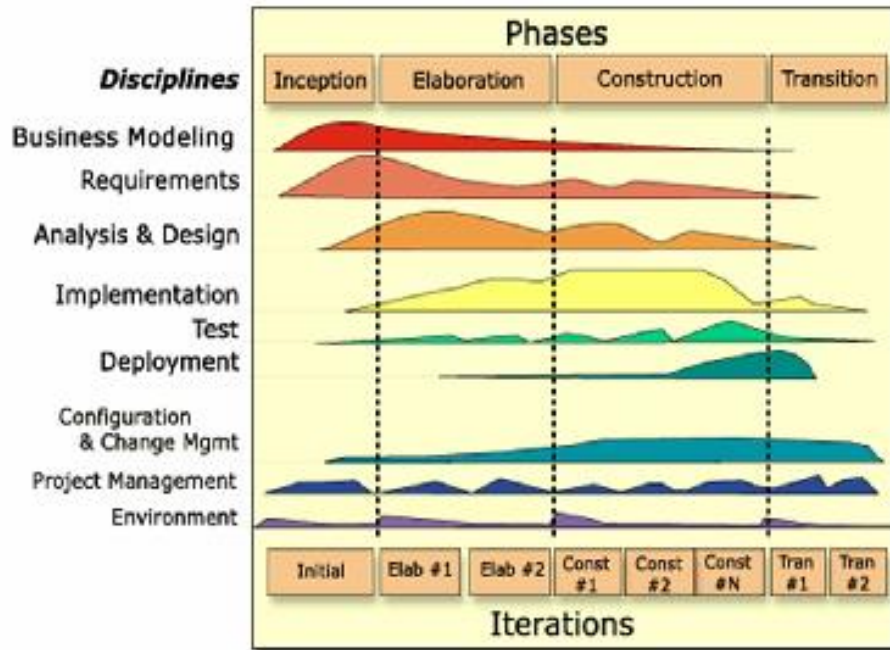 Phases
Disciplines
Inception
Elaboration
Construction
Transition
Business Modeling
Requirements
Analysis & Design
Implementation
Test
Deployment
Configuration
& Change Mgmt
Project Management
Environment
Initial
Elab #1
Elab #2
Const
#1
Const
#2
Const
#N
Tran
#1
Tran
#2
Iterations